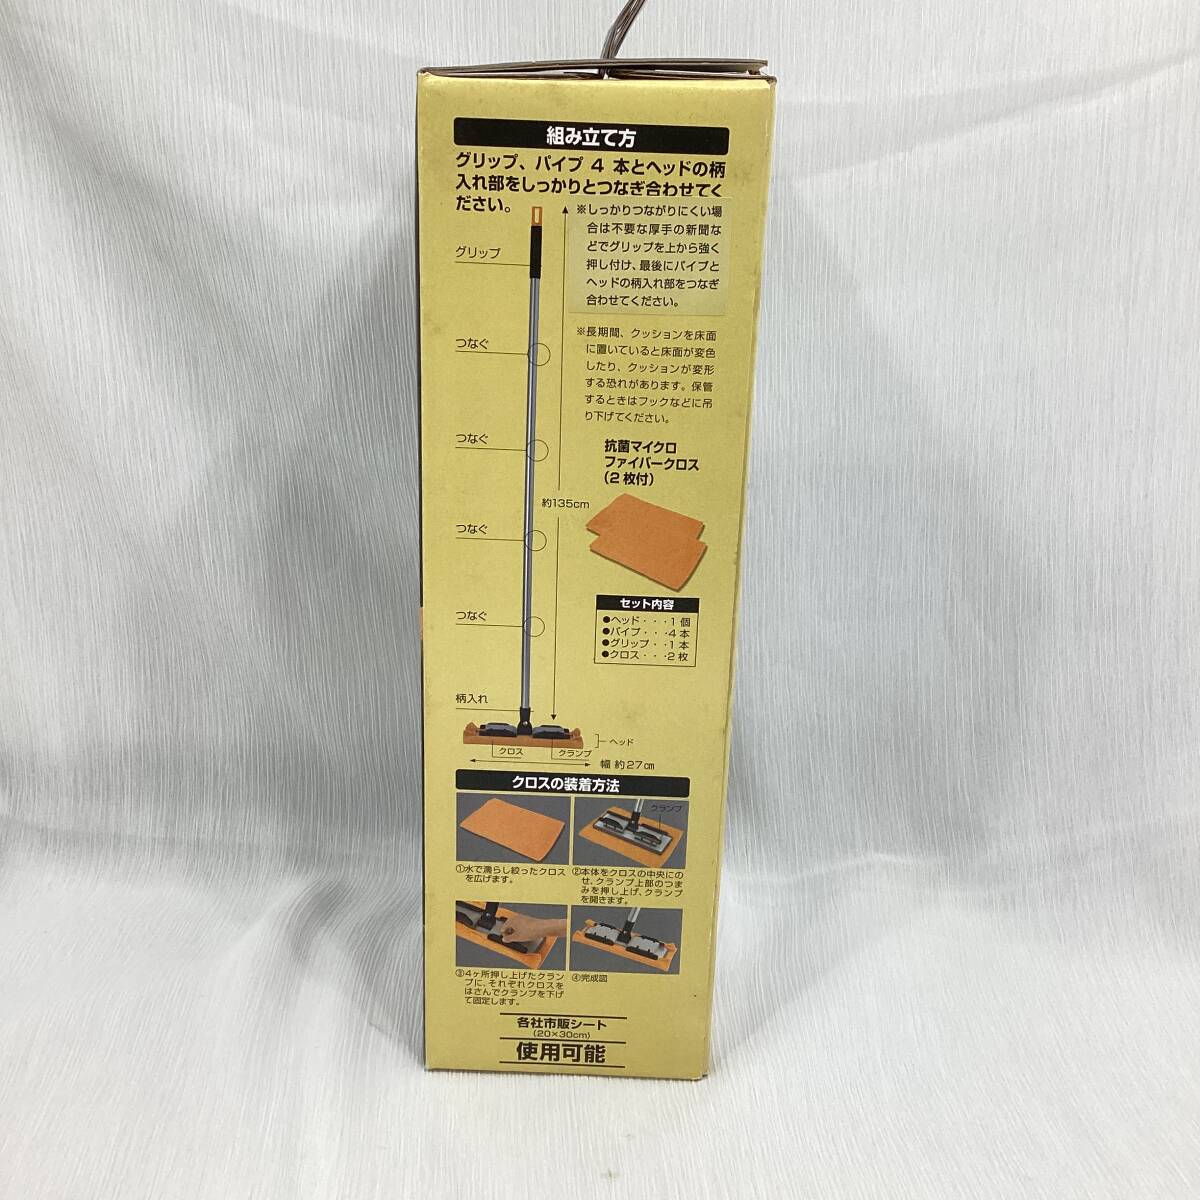 組み立て方
グリップ、パイプ 4 本とヘッドの柄
入れ部をしっかりとつなぎ合わせてく
ださい。
※しっかりつながりにくい場
合は不要な厚手の新聞な
どでグリップを上から強く
押し付け、最後にパイプと
ヘッドの柄入れ部をつなぎ
合わせてください。
グリップ
※長期間、クッションを床面
に置いていると床面が変色
したり、クッションが変形
する恐れがあります。保管
するときはフックなどに吊
り下げてください。
つなぐ
つなぐ
抗菌マイクロ
ファイバークロス
(2枚付)
約135cm
つなぐ
つなぐ
セット内容
●ヘッド・・・1個
●パイプ・・・4本
●グリップ・・1本
●クロス・・・2枚
柄入れ
ヘッド
クロス
クランプ
幅 約27㎝
クロスの装着方法
クランプ
①水で濡らし絞ったクロス
を広げます。
②本体をクロスの中央にの
せ、クランプ上部のつま
みを押し上げ、クランプ
を開きます。
③4ヶ所押し上げたクラン
プに、それぞれクロスを
はさんでクランプを下げ
て固定します。
④完成図
各社市販シート
(20×30cm)
使用可能